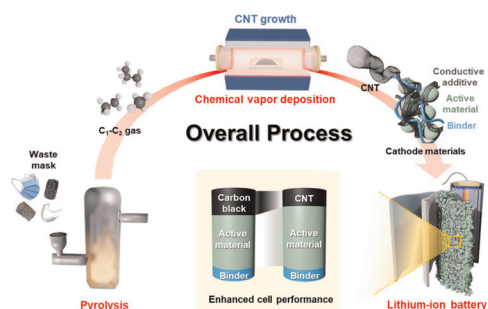 CNT growth
Chemical vapor deposition
C₁-C₃ gas
Waste
mask
Pyrolysis
Overall Process
CNT
Conductive
additive
Active
material
Binder
Cathode materials
Lithium-ion battery
Carbon
black
CNT
Active
material
Active
material
Binder
Binder
Enhanced cell performance